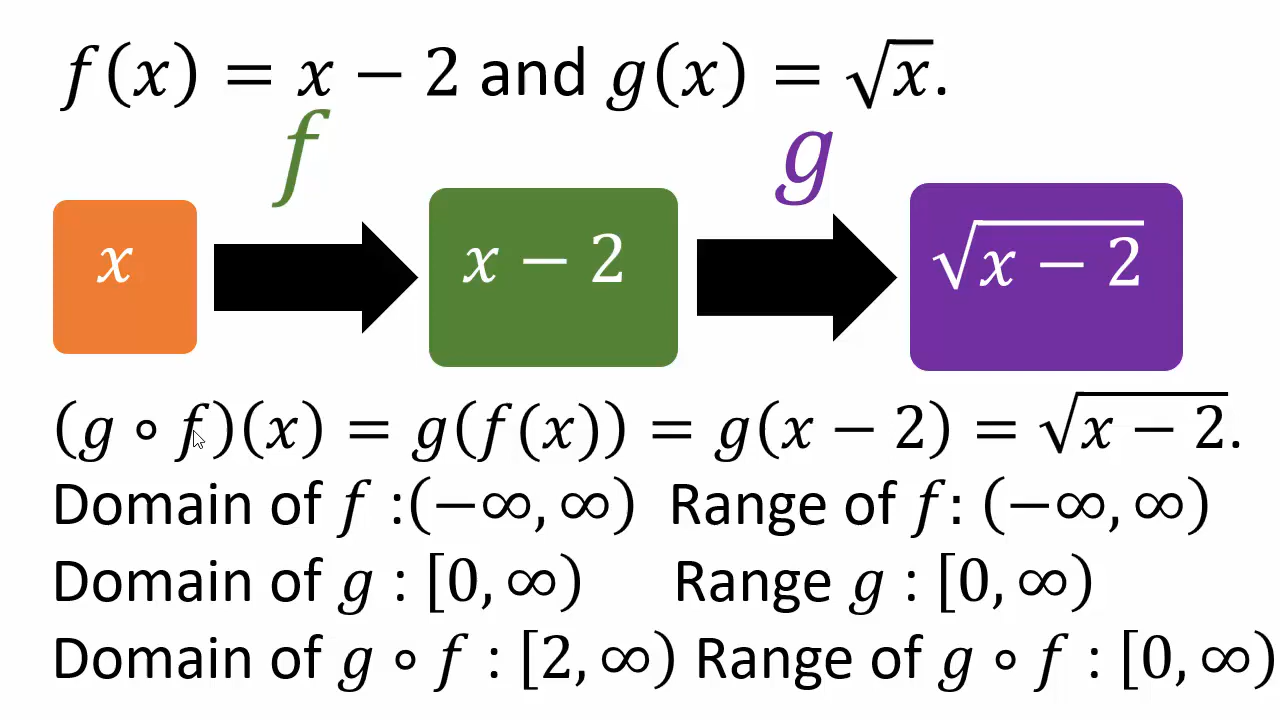 f(x) = x − 2 and g(x) = √x.
f g
x x − 2 √(x − 2)
(g ∘ f)(x) = g(f(x)) = g(x − 2) = √(x − 2).
Domain of f :(−∞, ∞) Range of f: (−∞, ∞)
Domain of g : [0, ∞) Range g : [0, ∞)
Domain of g ∘ f : [2, ∞) Range of g ∘ f : [0, ∞)